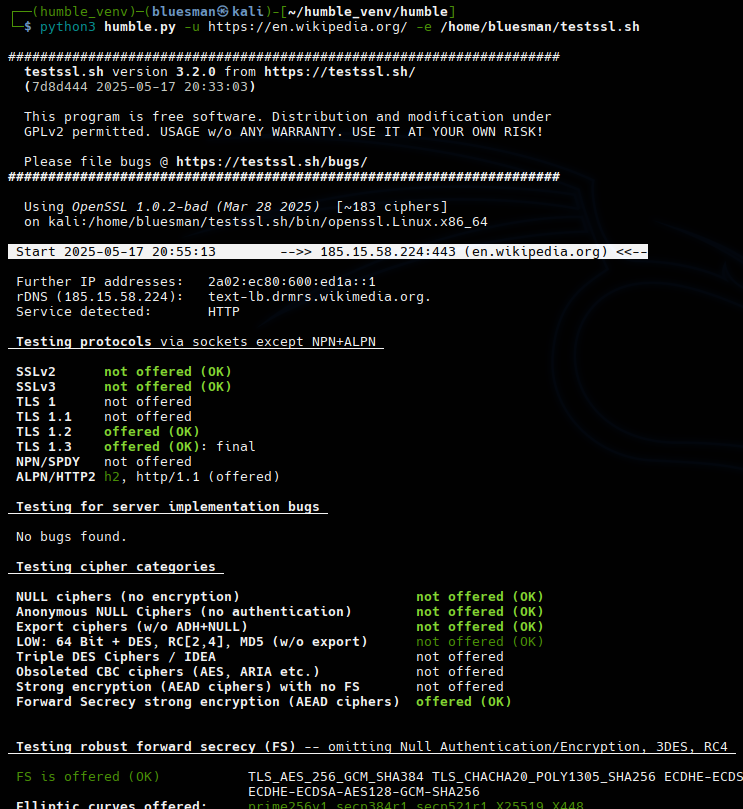 ┌──(humble_venv)─(bluesman㉿kali)-[~/humble_venv/humble]
└─$ python3 humble.py -u https://en.wikipedia.org/ -e /home/bluesman/testssl.sh
#####################################################################
testssl.sh version 3.2.0 from https://testssl.sh/
(7d8d444 2025-05-17 20:33:03)
This program is free software. Distribution and modification under
GPLv2 permitted. USAGE w/o ANY WARRANTY. USE IT AT YOUR OWN RISK!
Please file bugs @ https://testssl.sh/bugs/
#####################################################################
Using OpenSSL 1.0.2-bad (Mar 28 2025) [~183 ciphers]
on kali:/home/bluesman/testssl.sh/bin/openssl.Linux.x86_64
Start 2025-05-17 20:55:13 -->> 185.15.58.224:443 (en.wikipedia.org) <<--
Further IP addresses: 2a02:ec80:600:ed1a::1
rDNS (185.15.58.224): text-lb.drmrs.wikimedia.org.
Service detected: HTTP
Testing protocols via sockets except NPN+ALPN
SSLv2 not offered (OK)
SSLv3 not offered (OK)
TLS 1 not offered
TLS 1.1 not offered
TLS 1.2 offered (OK)
TLS 1.3 offered (OK): final
NPN/SPDY not offered
ALPN/HTTP2 h2, http/1.1 (offered)
Testing for server implementation bugs
No bugs found.
Testing cipher categories
NULL ciphers (no encryption) not offered (OK)
Anonymous NULL Ciphers (no authentication) not offered (OK)
Export ciphers (w/o ADH+NULL) not offered (OK)
LOW: 64 Bit + DES, RC[2,4], MD5 (w/o export) not offered (OK)
Triple DES Ciphers / IDEA not offered
Obsoleted CBC ciphers (AES, ARIA etc.) not offered
Strong encryption (AEAD ciphers) with no FS not offered
Forward Secrecy strong encryption (AEAD ciphers) offered (OK)
Testing robust forward secrecy (FS) -- omitting Null Authentication/Encryption, 3DES, RC4
FS is offered (OK) TLS_AES_256_GCM_SHA384 TLS_CHACHA20_POLY1305_SHA256 ECDHE-ECDS
ECDHE-ECDSA-AES128-GCM-SHA256
Elliptic curves offered: prime256v1 secp384r1 secp521r1 X25519 X448